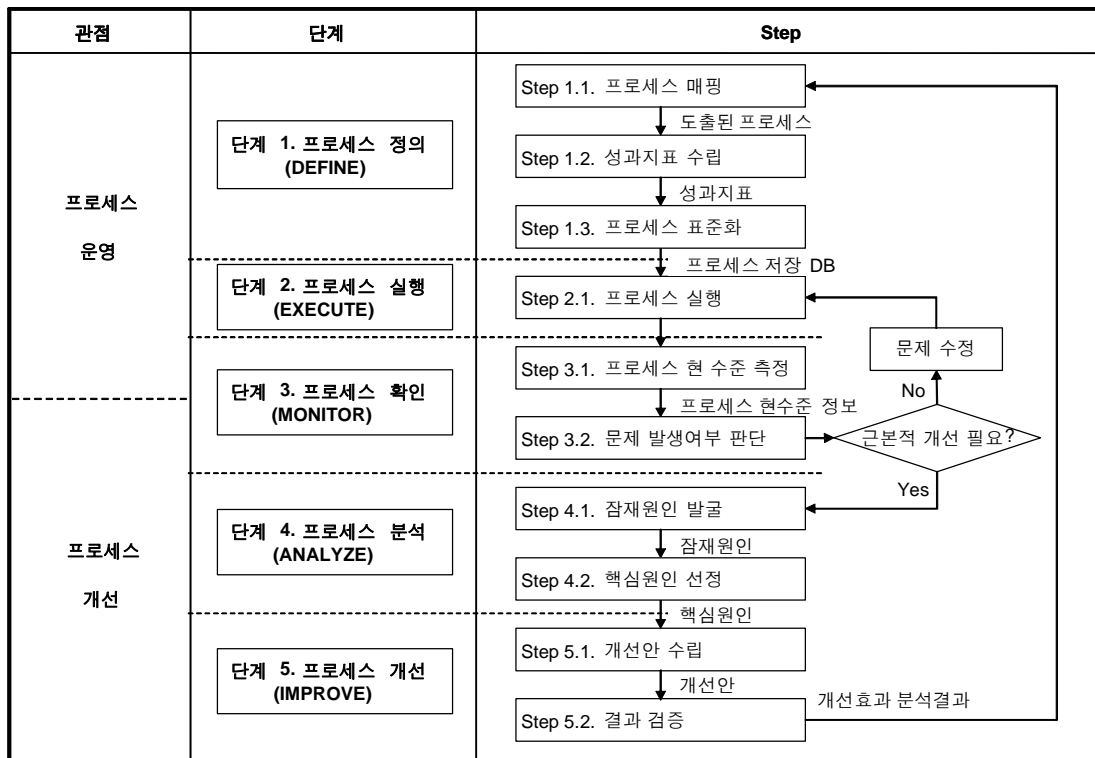 관점
단계
Step
프로세스
운영
프로세스
개선
단계 1. 프로세스 정의
(DEFINE)
단계 2. 프로세스 실행
(EXECUTE)
단계 3. 프로세스 확인
(MONITOR)
단계 4. 프로세스 분석
(ANALYZE)
단계 5. 프로세스 개선
(IMPROVE)
Step 1.1. 프로세스 매핑
도출된 프로세스
Step 1.2. 성과지표 수립
성과지표
Step 1.3. 프로세스 표준화
프로세스 저장 DB
Step 2.1. 프로세스 실행
문제 수정
Step 3.1. 프로세스 현 수준 측정
No
프로세스 현수준 정보
Step 3.2. 문제 발생여부 판단
근본적 개선 필요?
Yes
Step 4.1. 잠재원인 발굴
잠재원인
Step 4.2. 핵심원인 선정
핵심원인
Step 5.1. 개선안 수립
개선안
개선효과 분석결과
Step 5.2. 결과 검증